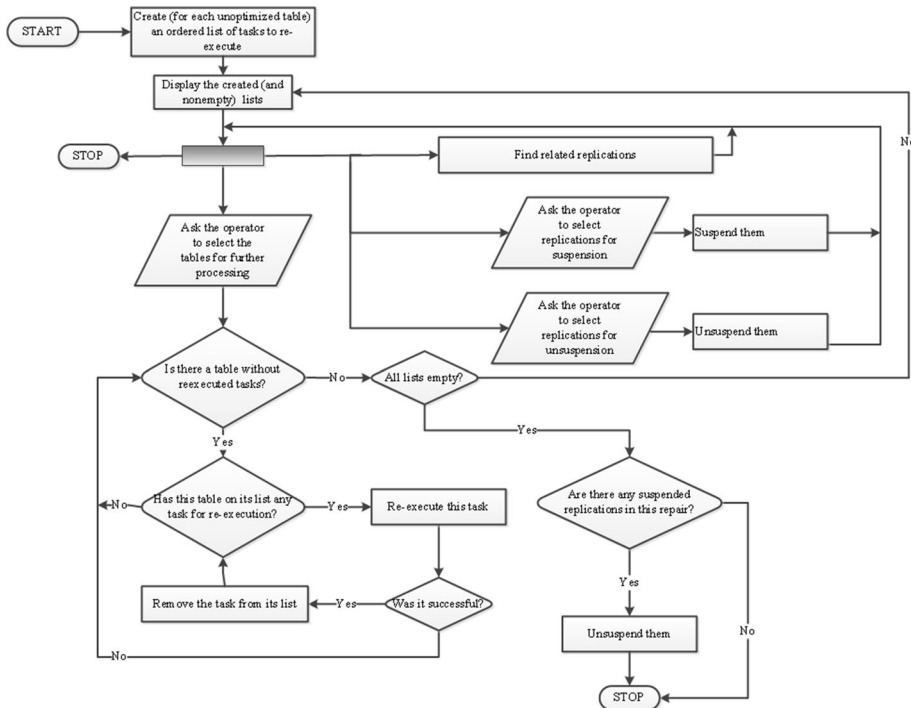 START
Create (for each unoptimized table)
an ordered list of tasks to re-
execute
Display the created (and
nonempty) lists
STOP
Find related replications
No
Ask the operator
to select the
tables for further
processing
Ask the operator
to select
replications for
suspension
Suspend them
Ask the operator
to select
replications for
unsuspension
Unsuspend them
Is there a table without
reexecuted tasks?
No
All lists empty?
Yes
Yes
Has this table on its list any
task for re-execution?
No
Yes
Re-execute this task
Are there any suspended
replications in this repair?
Yes
No
Remove the task from its list
Yes
Was it successful?
No
Unsuspend them
STOP